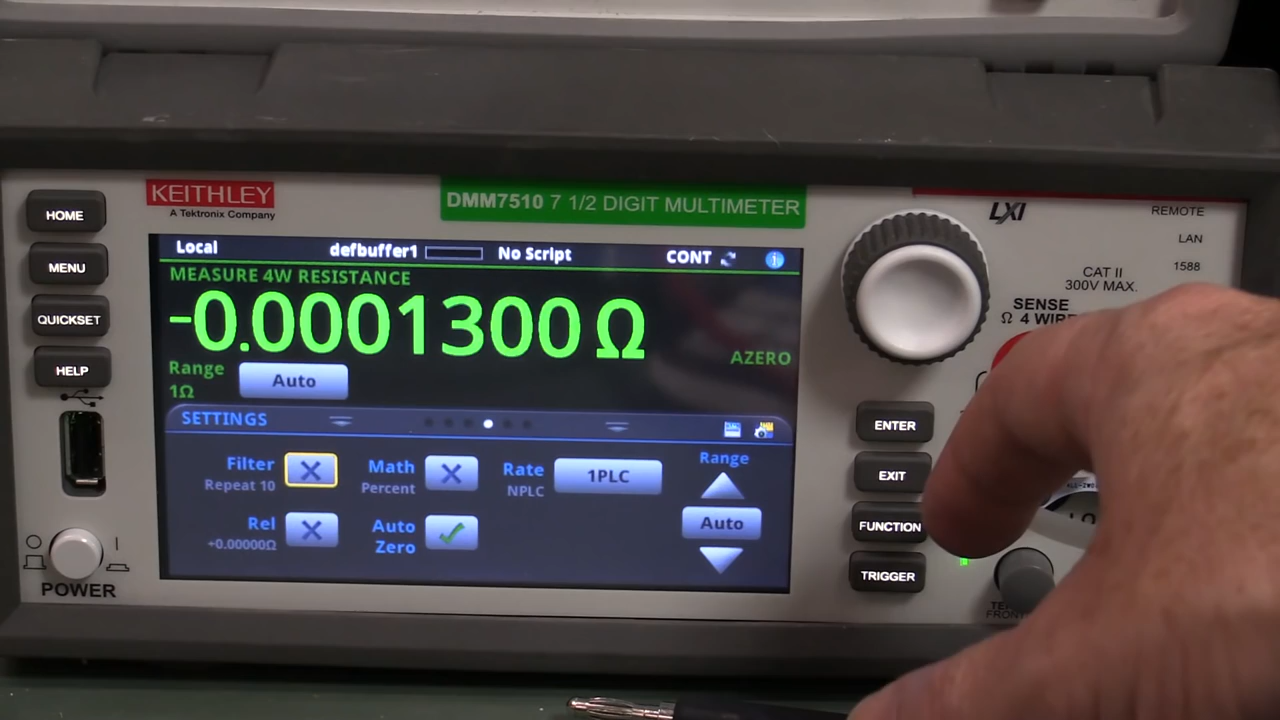 KEITHLEY
A Tektronix Company
DMM7510 7 1/2 DIGIT MULTIMETER
LXI
REMOTE
LAN
1588
CAT II
300V MAX.
SENSE
Ω 4 WIRE
HOME
MENU
QUICKSET
HELP
POWER
Local
defbuffer1
No Script
CONT
i
MEASURE 4W RESISTANCE
-0.0001300 Ω
AZERO
Range
1Ω
Auto
SETTINGS
Filter
Repeat 10
Math
Percent
Rate
NPLC
1PLC
Range
Auto
Rel
+0.00000Ω
Auto
Zero
ENTER
EXIT
FUNCTION
TRIGGER